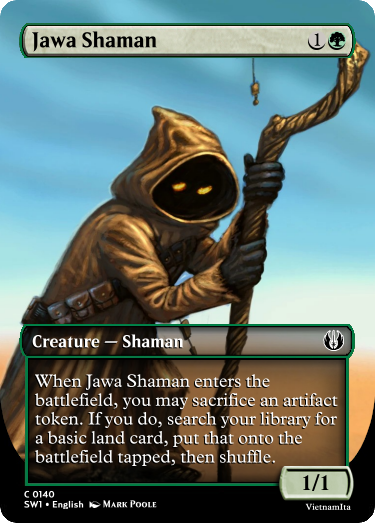 Jawa Shaman 1
Creature — Shaman
When Jawa Shaman enters the
battlefield, you may sacrifice an artifact
token. If you do, search your library for
a basic land card, put that onto the
battlefield tapped, then shuffle.
1/1
C 0140
SW1 • English Mark Poole
VietnamIta